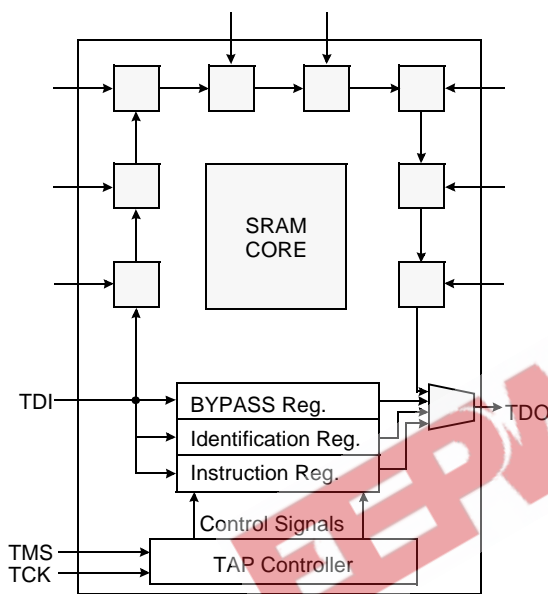 SRAM
CORE
TDI
BYPASS Reg.
TDO
Identification Reg.
Instruction Reg.
Control Signals
TMS
TCK
TAP Controller